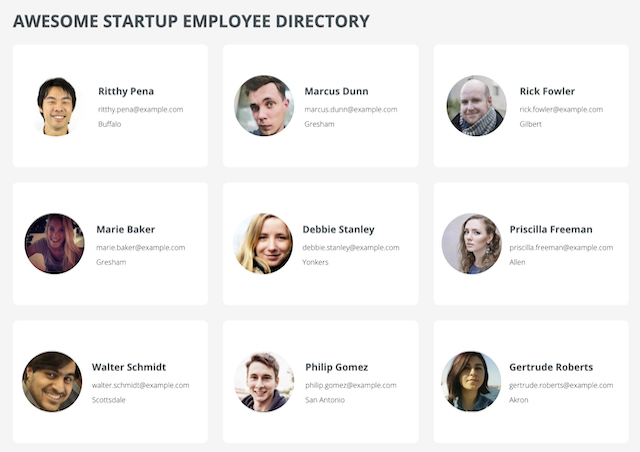 AWESOME STARTUP EMPLOYEE DIRECTORY
Ritthy Pena
ritthy.pena@example.com
Buffalo
Marcus Dunn
marcus.dunn@example.com
Gresham
Rick Fowler
rick.fowler@example.com
Gilbert
Marie Baker
marie.baker@example.com
Gresham
Debbie Stanley
debbie.stanley@example.com
Yonkers
Priscilla Freeman
priscilla.freeman@example.com
Allen
Walter Schmidt
walter.schmidt@example.com
Scottsdale
Philip Gomez
philip.gomez@example.com
San Antonio
Gertrude Roberts
gertrude.roberts@example.com
Akron